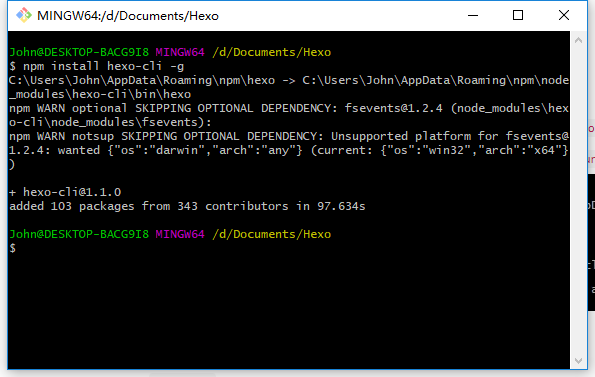 MINGW64:/d/Documents/Hexo
John@DESKTOP-BACG9I8 MINGW64 /d/Documents/Hexo
$ npm install hexo-cli -g
C:\Users\John\AppData\Roaming\npm\hexo -> C:\Users\John\AppData\Roaming\npm\node
_modules\hexo-cli\bin\hexo
npm WARN optional SKIPPING OPTIONAL DEPENDENCY: fsevents@1.2.4 (node_modules\hex
o-cli\node_modules\fsevents):
npm WARN notsup SKIPPING OPTIONAL DEPENDENCY: Unsupported platform for fsevents@
1.2.4: wanted {"os":"darwin","arch":"any"} (current: {"os":"win32","arch":"x64"}
)
+ hexo-cli@1.1.0
added 103 packages from 343 contributors in 97.634s
John@DESKTOP-BACG9I8 MINGW64 /d/Documents/Hexo
$